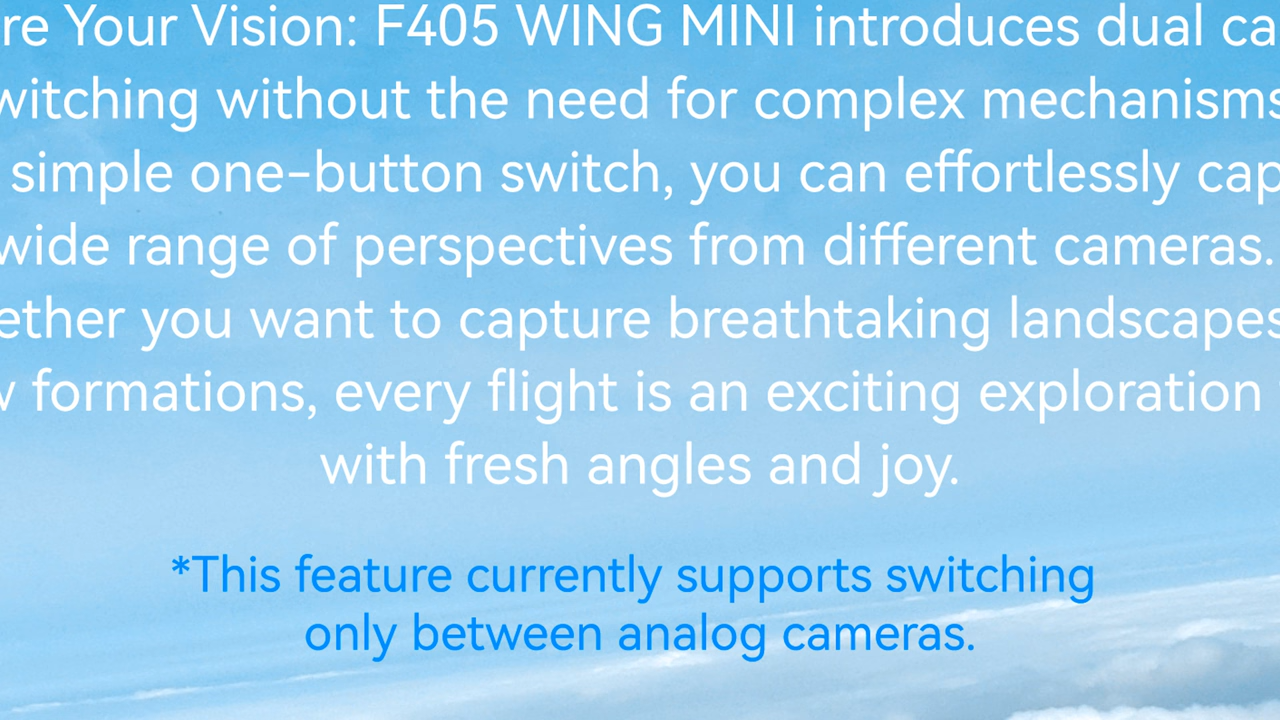 re Your Vision: F405 WING MINI introduces dual ca
witching without the need for complex mechanisms
simple one-button switch, you can effortlessly cap
wide range of perspectives from different cameras.
ether you want to capture breathtaking landscapes
w formations, every flight is an exciting exploration
with fresh angles and joy.
*This feature currently supports switching
only between analog cameras.